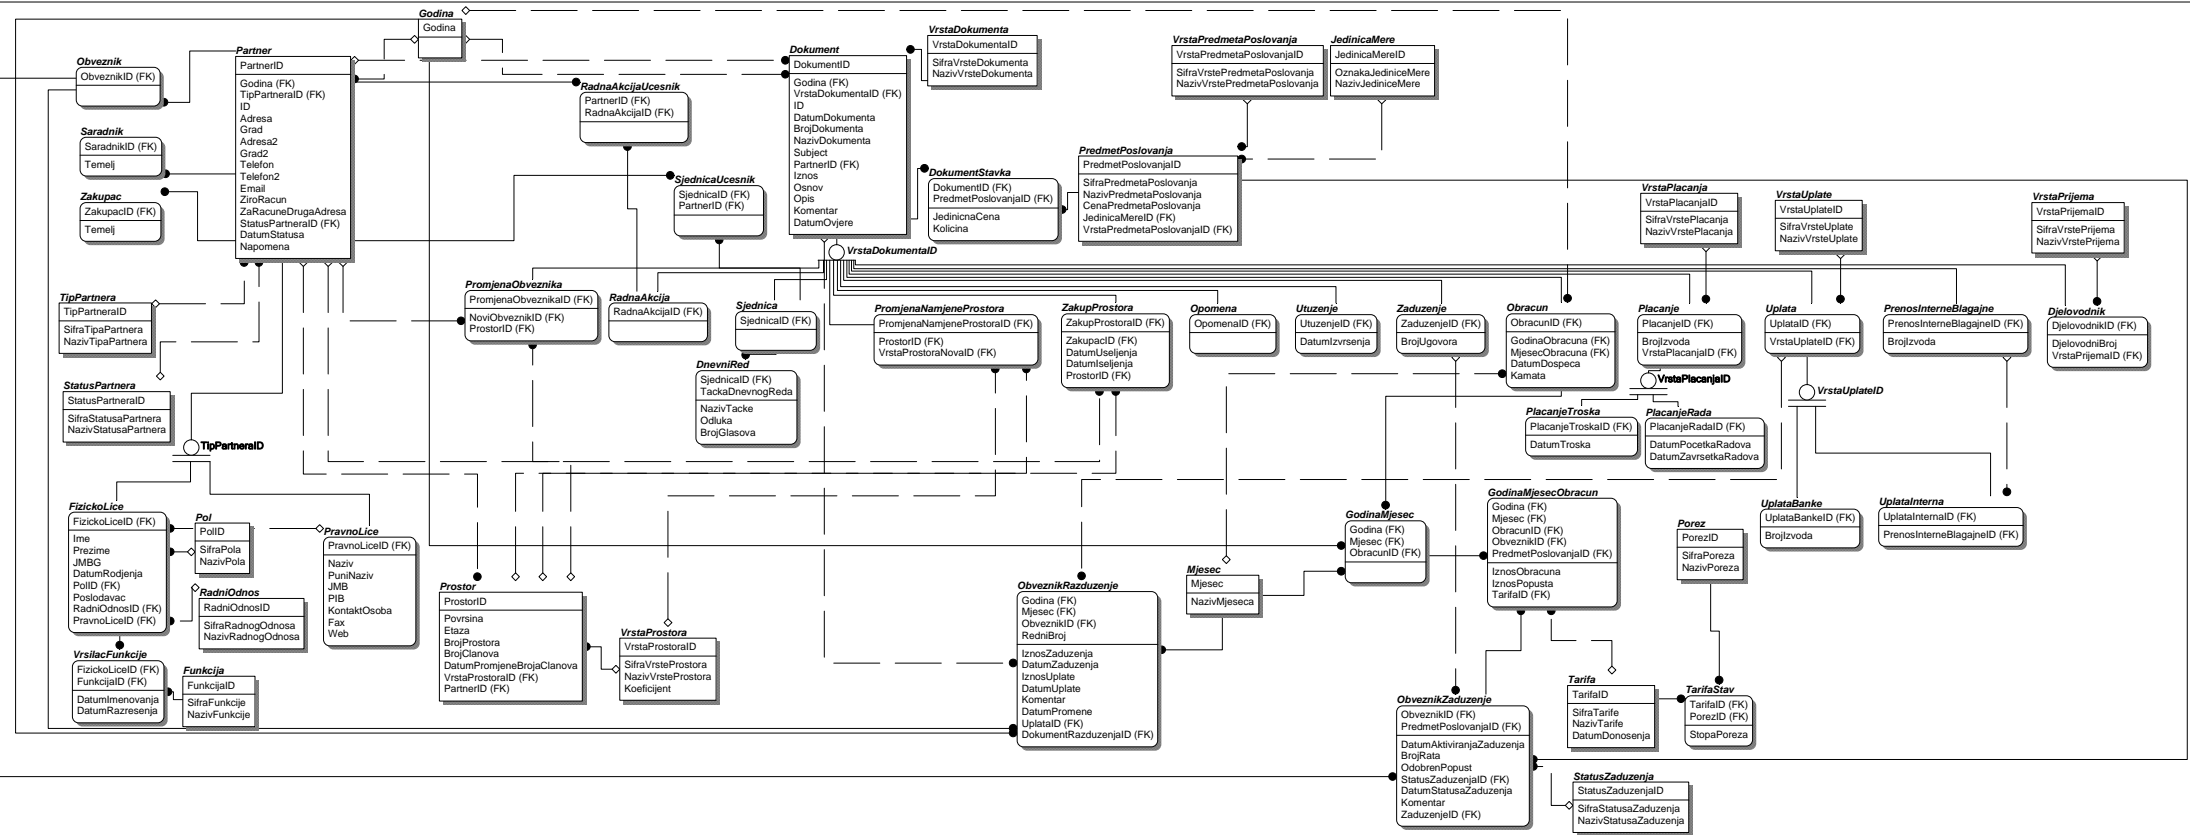 Godina
Godina
Obveznik
ObveznikID (FK)
Saradnik
SaradnikID (FK)
Temelj
Zakupac
ZakupacID (FK)
Temelj
Partner
PartnerID
Godina (FK)
TipPartneraID (FK)
ID
Adresa
Grad
Adresa2
Grad2
Telefon
Telefon2
Email
ZiroRacun
ZaRacuneDrugaAdresa
StatusPartneraID (FK)
DatumStatusa
Napomena
RadnaAkcijaUcesnik
PartnerID (FK)
RadnaAkcijaID (FK)
SjednicaUcesnik
SjednicaID (FK)
PartnerID (FK)
Dokument
DokumentID
Godina (FK)
VrstaDokumentaID (FK)
ID
DatumDokumenta
BrojDokumenta
NazivDokumenta
Subject
PartnerID (FK)
Iznos
Osnov
Opis
Komentar
DatumOvjere
VrstaDokumenta
VrstaDokumentaID
SifraVrsteDokumenta
NazivVrsteDokumenta
DokumentStavka
DokumentID (FK)
PredmetPoslovanjaID (FK)
JedinicnaCena
Kolicina
VrstaPredmetaPoslovanja
VrstaPredmetaPoslovanjaID
SifraVrstePredmetaPoslovanja
NazivVrstePredmetaPoslovanja
JedinicaMere
JedinicaMereID
OznakaJediniceMere
NazivJediniceMere
PredmetPoslovanja
PredmetPoslovanjaID
SifraPredmetaPoslovanja
NazivPredmetaPoslovanja
CenaPredmetaPoslovanja
JedinicaMereID (FK)
VrstaPredmetaPoslovanjaID (FK)
VrstaPlacanja
VrstaPlacanjaID
SifraVrstePlacanja
NazivVrstePlacanja
VrstaUplate
VrstaUplateID
SifraVrsteUplate
NazivVrsteUplate
VrstaPrijema
VrstaPrijemaID
SifraVrstePrijema
NazivVrstePrijema
VrstaDokumentaID
TipPartnera
TipPartneraID
SifraTipaPartnera
NazivTipaPartnera
StatusPartnera
StatusPartneraID
SifraStatusaPartnera
NazivStatusaPartnera
PromjenaObveznika
PromjenaObveznikaID (FK)
NoviObveznikID (FK)
ProstorID (FK)
RadnaAkcija
RadnaAkcijaID (FK)
Sjednica
SjednicaID (FK)
DnevniRed
SjednicaID (FK)
TackaDnevnogReda
NazivTacke
Odluka
BrojGlasova
PromjenaNamjeneProstora
PromjenaNamjeneProstoraID (FK)
ProstorID (FK)
VrstaProstoraNovaID (FK)
ZakupProstora
ZakupProstoraID (FK)
ZakupacID (FK)
DatumUseljenja
DatumIseljenja
ProstorID (FK)
Opomena
OpomenaID (FK)
Utuzenje
UtuzenjeID (FK)
DatumIzvrsenja
Zaduzenje
ZaduzenjeID (FK)
BrojUgovora
Obracun
ObracunID (FK)
GodinaObracuna (FK)
MjesecObracuna (FK)
DatumDospeca
Kamata
Placanje
PlacanjeID (FK)
BrojIzvoda
VrstaPlacanjaID (FK)
Uplata
UplataID (FK)
VrstaUplateID (FK)
PrenosInterneBlagajne
PrenosInterneBlagajneID (FK)
BrojIzvoda
Djelovodnik
DjelovodnikID (FK)
DjelovodniBroj
VrstaPrijemaID (FK)
VrstaPlacanjaID
VrstaUplateID
PlacanjeTroska
PlacanjeTroskaID (FK)
DatumTroska
PlacanjeRada
PlacanjeRadaID (FK)
DatumPocetkaRadova
DatumZavrsetkaRadova
TipPartneraID
FizickoLice
FizickoLiceID (FK)
Ime
Prezime
JMBG
DatumRodjenja
PolID (FK)
Poslodavac
RadniOdnosID (FK)
PravnoLiceID (FK)
Pol
PolID
SifraPola
NazivPola
RadniOdnos
RadniOdnosID
SifraRadnogOdnosa
NazivRadnogOdnosa
PravnoLice
PravnoLiceID (FK)
Naziv
PuniNaziv
JMB
PIB
KontaktOsoba
Fax
Web
VrsilacFunkcije
FizickoLiceID (FK)
FunkcijaID (FK)
DatumImenovanja
DatumRazresenja
Funkcija
FunkcijaID
SifraFunkcije
NazivFunkcije
Prostor
ProstorID
Povrsina
Etaza
BrojProstora
BrojClanova
DatumPromjeneBrojaClanova
VrstaProstoraID (FK)
PartnerID (FK)
VrstaProstora
VrstaProstoraID
SifraVrsteProstora
NazivVrsteProstora
Koeficijent
ObveznikRazduzenje
Godina (FK)
Mjesec (FK)
ObveznikID (FK)
RedniBroj
IznosZaduzenja
DatumZaduzenja
IznosUplate
DatumUplate
Komentar
DatumPromene
UplataID (FK)
DokumentRazduzenjaID (FK)
Mjesec
Mjesec
NazivMjeseca
GodinaMjesec
Godina (FK)
Mjesec (FK)
ObracunID (FK)
GodinaMjesecObracun
Godina (FK)
Mjesec (FK)
ObracunID (FK)
ObveznikID (FK)
PredmetPoslovanjaID (FK)
IznosObracuna
IznosPopusta
TarifaID (FK)
Porez
PorezID
SifraPoreza
NazivPoreza
UplataBanke
UplataBankeID (FK)
BrojIzvoda
UplataInterna
UplataInternaID (FK)
PrenosInterneBlagajneID (FK)
Tarifa
TarifaID
SifraTarife
NazivTarife
DatumDonosenja
TarifaStav
TarifaID (FK)
PorezID (FK)
StopaPoreza
ObveznikZaduzenje
ObveznikID (FK)
PredmetPoslovanjaID (FK)
DatumAktiviranjaZaduzenja
BrojRata
OdobrenPopust
StatusZaduzenjaID (FK)
DatumStatusaZaduzenja
Komentar
ZaduzenjeID (FK)
StatusZaduzenja
StatusZaduzenjaID
SifraStatusaZaduzenja
NazivStatusaZaduzenja